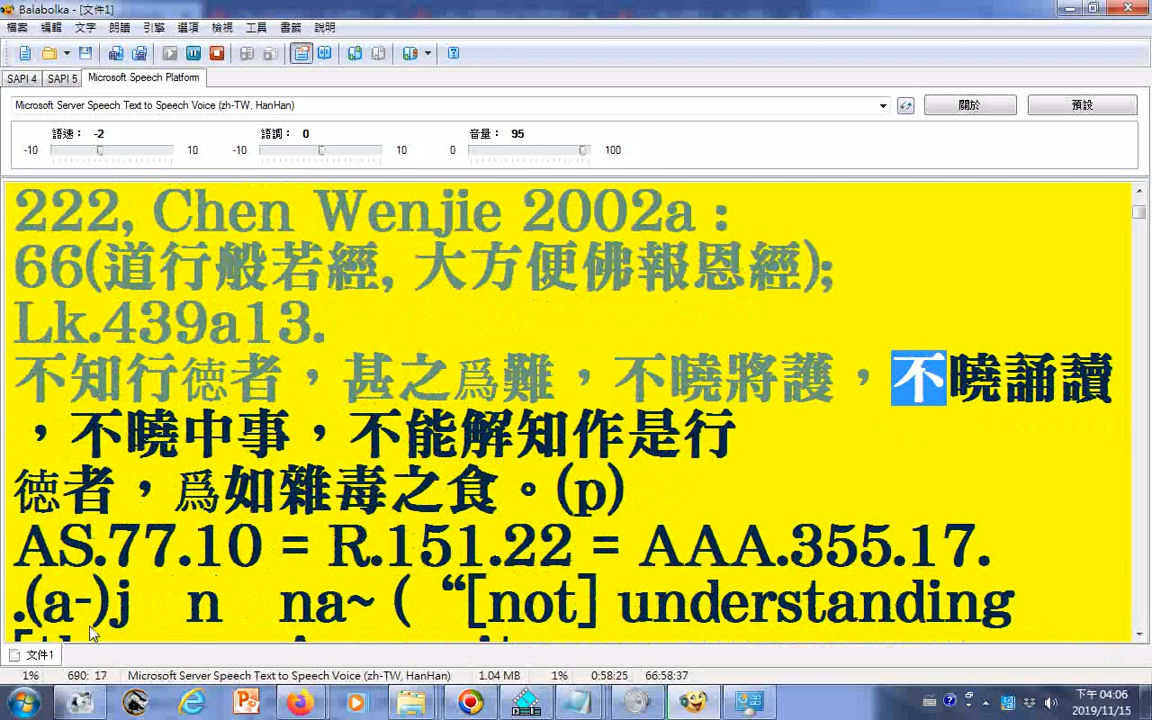 Balabolka - [文件1]
檔案 編輯 文字 朗讀 引擎 選項 檢視 工具 書籤 說明
SAPI 4 SAPI 5 Microsoft Speech Platform
Microsoft Server Speech Text to Speech Voice (zh-TW, HanHan) 關於 預設
語速： -2 語調： 0 音量： 95
-10 10 -10 10 0 100
222, Chen Wenjie 2002a :
66(道行般若經, 大方便佛報恩經);
Lk.439a13.
不知行徳者，甚之爲難，不曉將護，不曉誦讀
，不曉中事，不能解知作是行
徳者，爲如雜毒之食。(p)
AS.77.10 = R.151.22 = AAA.355.17.
.(a-)j n na~ ( “[not] understanding
文件1
1% 690: 17 Microsoft Server Speech Text to Speech Voice (zh-TW, HanHan) 1.04 MB 1% 0:58:25 66:58:37
下午 04:06
2019/11/15